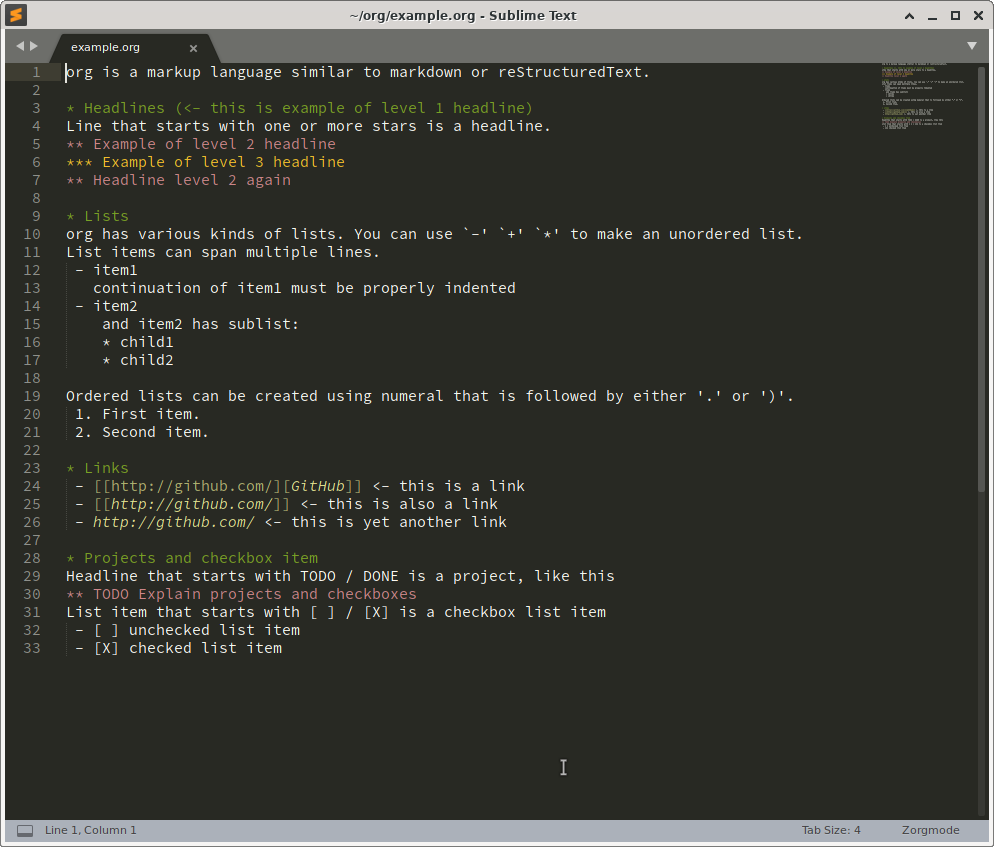 ~/org/example.org - Sublime Text
example.org
1 org is a markup language similar to markdown or reStructuredText.
2
3 * Headlines (<- this is example of level 1 headline)
4 Line that starts with one or more stars is a headline.
5 ** Example of level 2 headline
6 *** Example of level 3 headline
7 ** Headline level 2 again
8
9 * Lists
10 org has various kinds of lists. You can use `-' `+' `*' to make an unordered list.
11 List items can span multiple lines.
12  - item1
13    continuation of item1 must be properly indented
14  - item2
15     and item2 has sublist:
16     * child1
17     * child2
18
19 Ordered lists can be created using numeral that is followed by either '.' or ')'.
20  1. First item.
21  2. Second item.
22
23 * Links
24  - [[http://github.com/][GitHub]] <- this is a link
25  - [[http://github.com/]] <- this is also a link
26  - http://github.com/ <- this is yet another link
27
28 * Projects and checkbox item
29 Headline that starts with TODO / DONE is a project, like this
30 ** TODO Explain projects and checkboxes
31 List item that starts with [ ] / [X] is a checkbox list item
32  - [ ] unchecked list item
33  - [X] checked list item
Line 1, Column 1
Tab Size: 4
Zorgmode